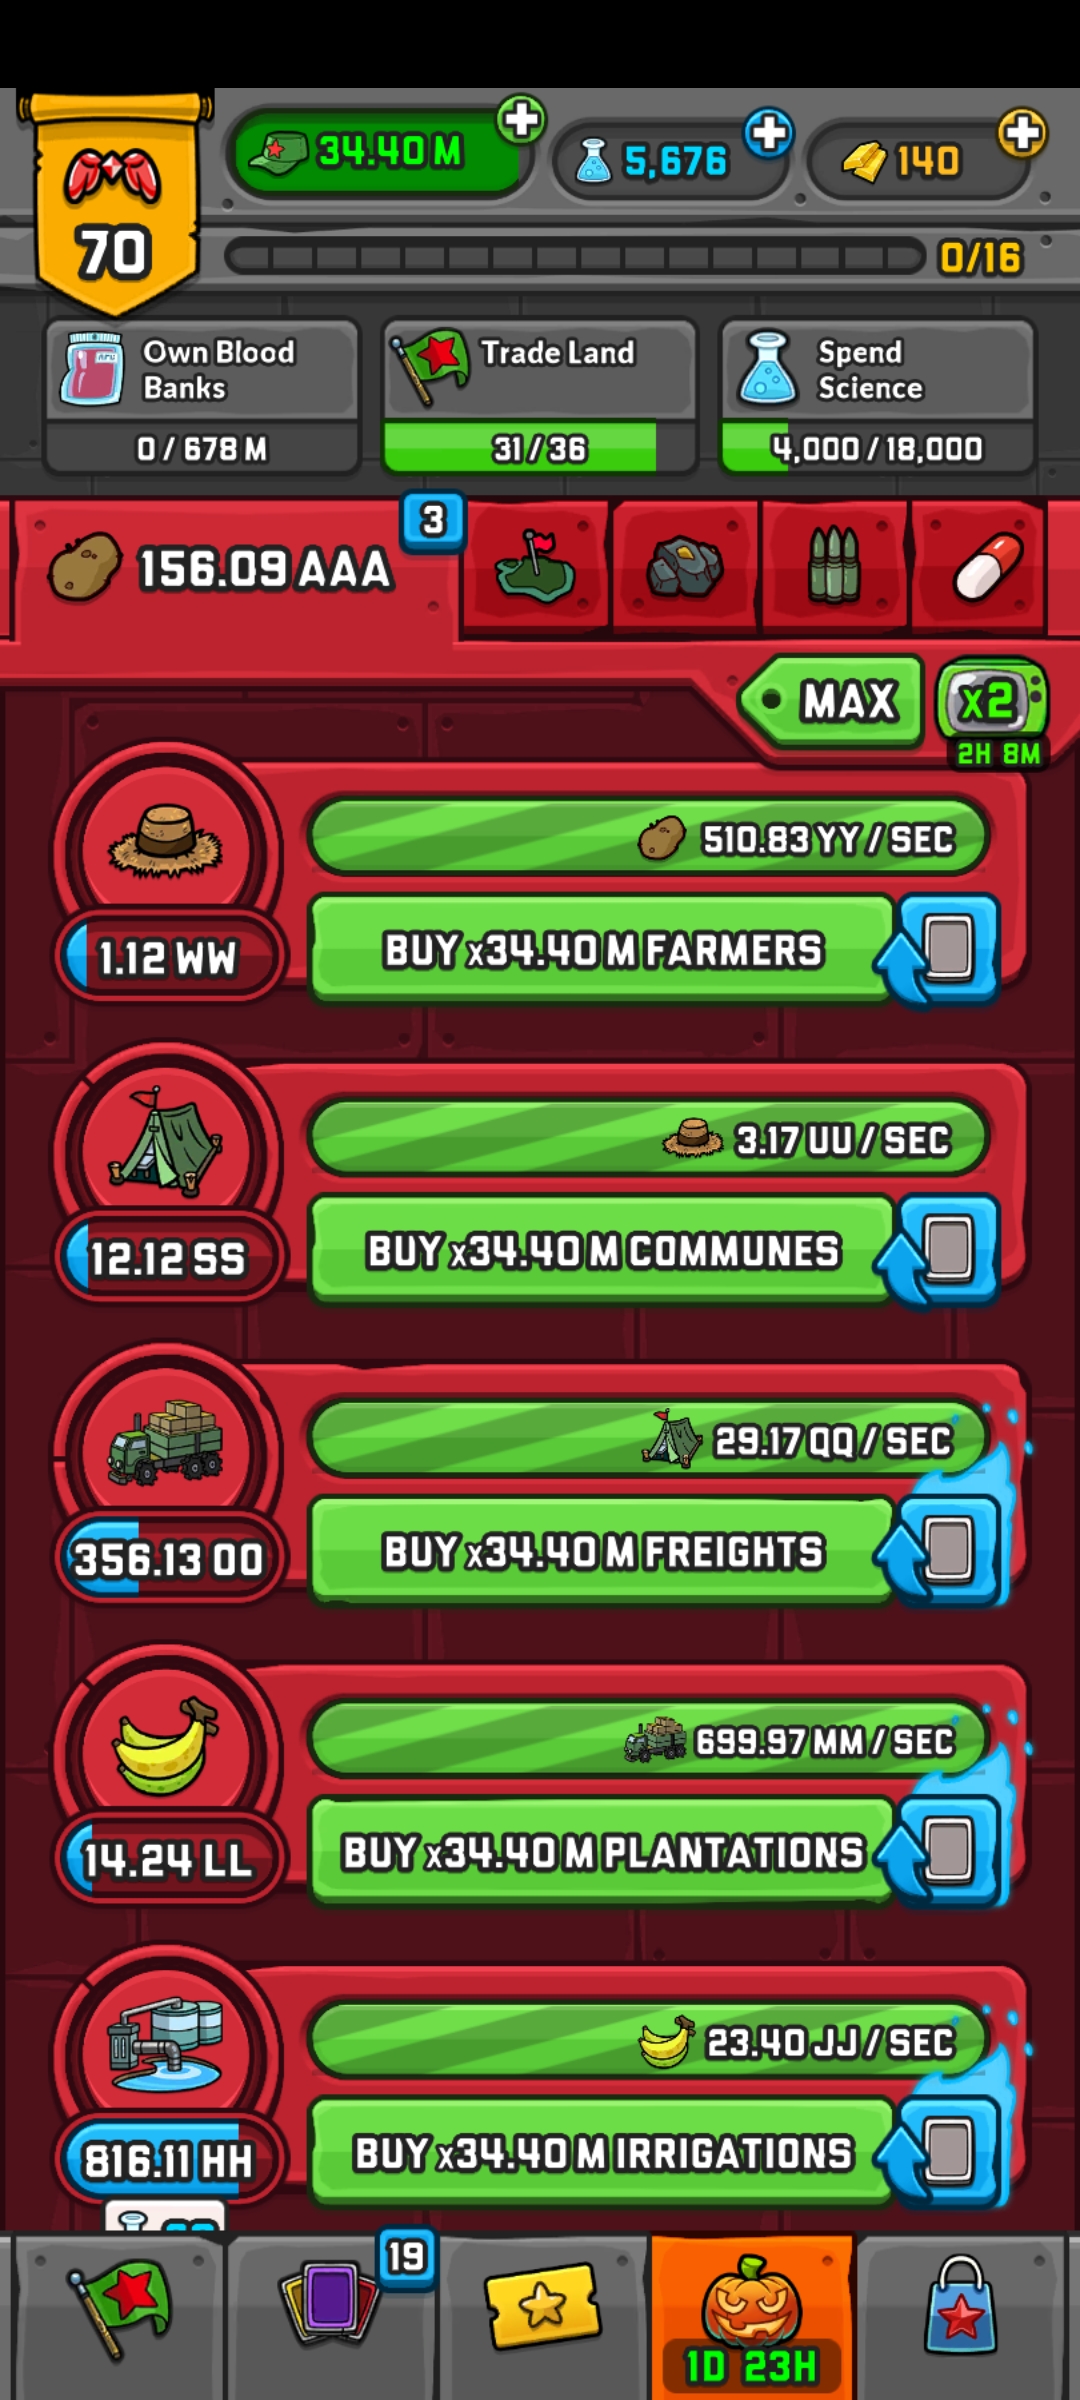 34.40 M
5,676
140
70
0/16
Own Blood
Banks
0 / 678 M
Trade Land
31 / 36
Spend
Science
4,000 / 18,000
156.09 AAA
3
MAX
x2
2H 8M
510.83 YY / SEC
1.12 WW
BUY x34.40 M FARMERS
3.17 UU / SEC
12.12 SS
BUY x34.40 M COMMUNES
29.17 QQ / SEC
356.13 OO
BUY x34.40 M FREIGHTS
699.97 MM / SEC
14.24 LL
BUY x34.40 M PLANTATIONS
23.40 JJ / SEC
816.11 HH
BUY x34.40 M IRRIGATIONS
19
1D 23H